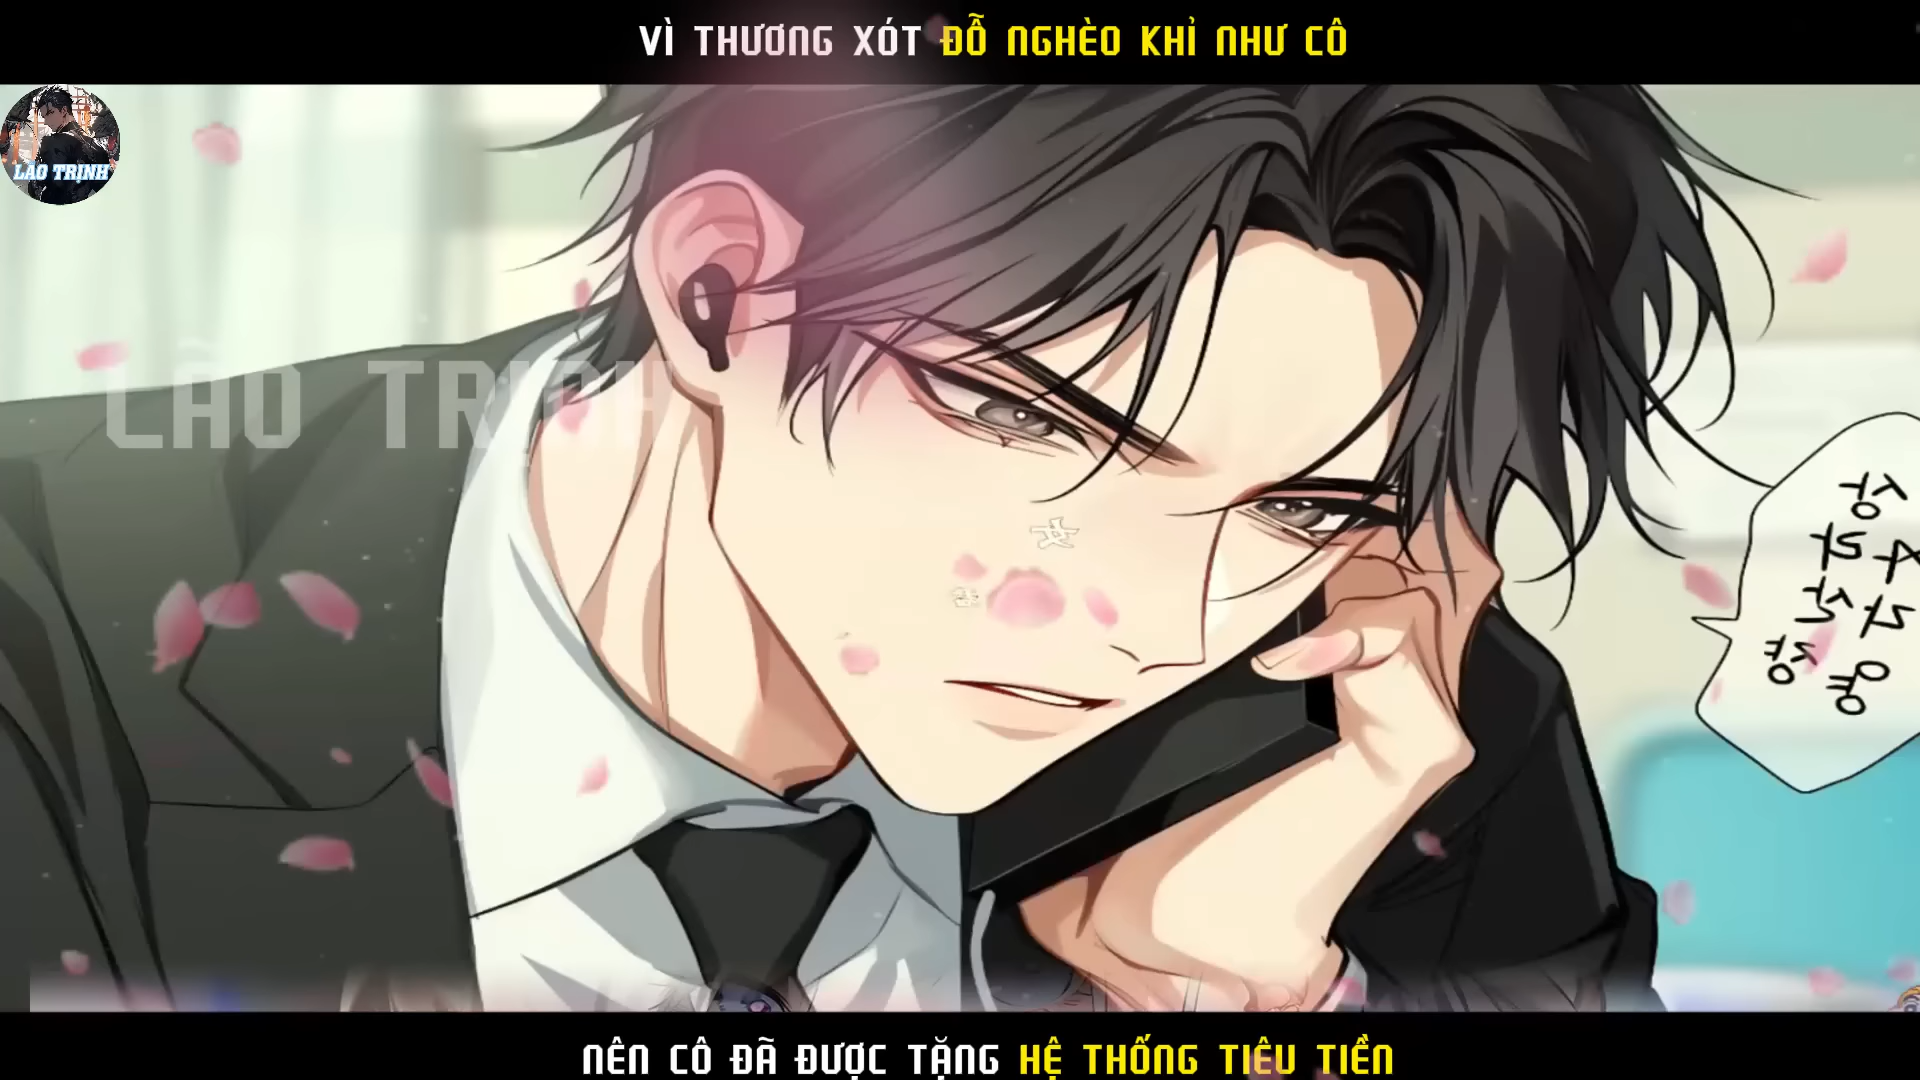 VÌ THƯƠNG XÓT ĐỖ NGHÈO KHỈ NHƯ CÔ
LÃO TRỊNH
LÃO TRỊNH
NÊN CÔ ĐÃ ĐƯỢC TẶNG HỆ THỐNG TIÊU TIỀN